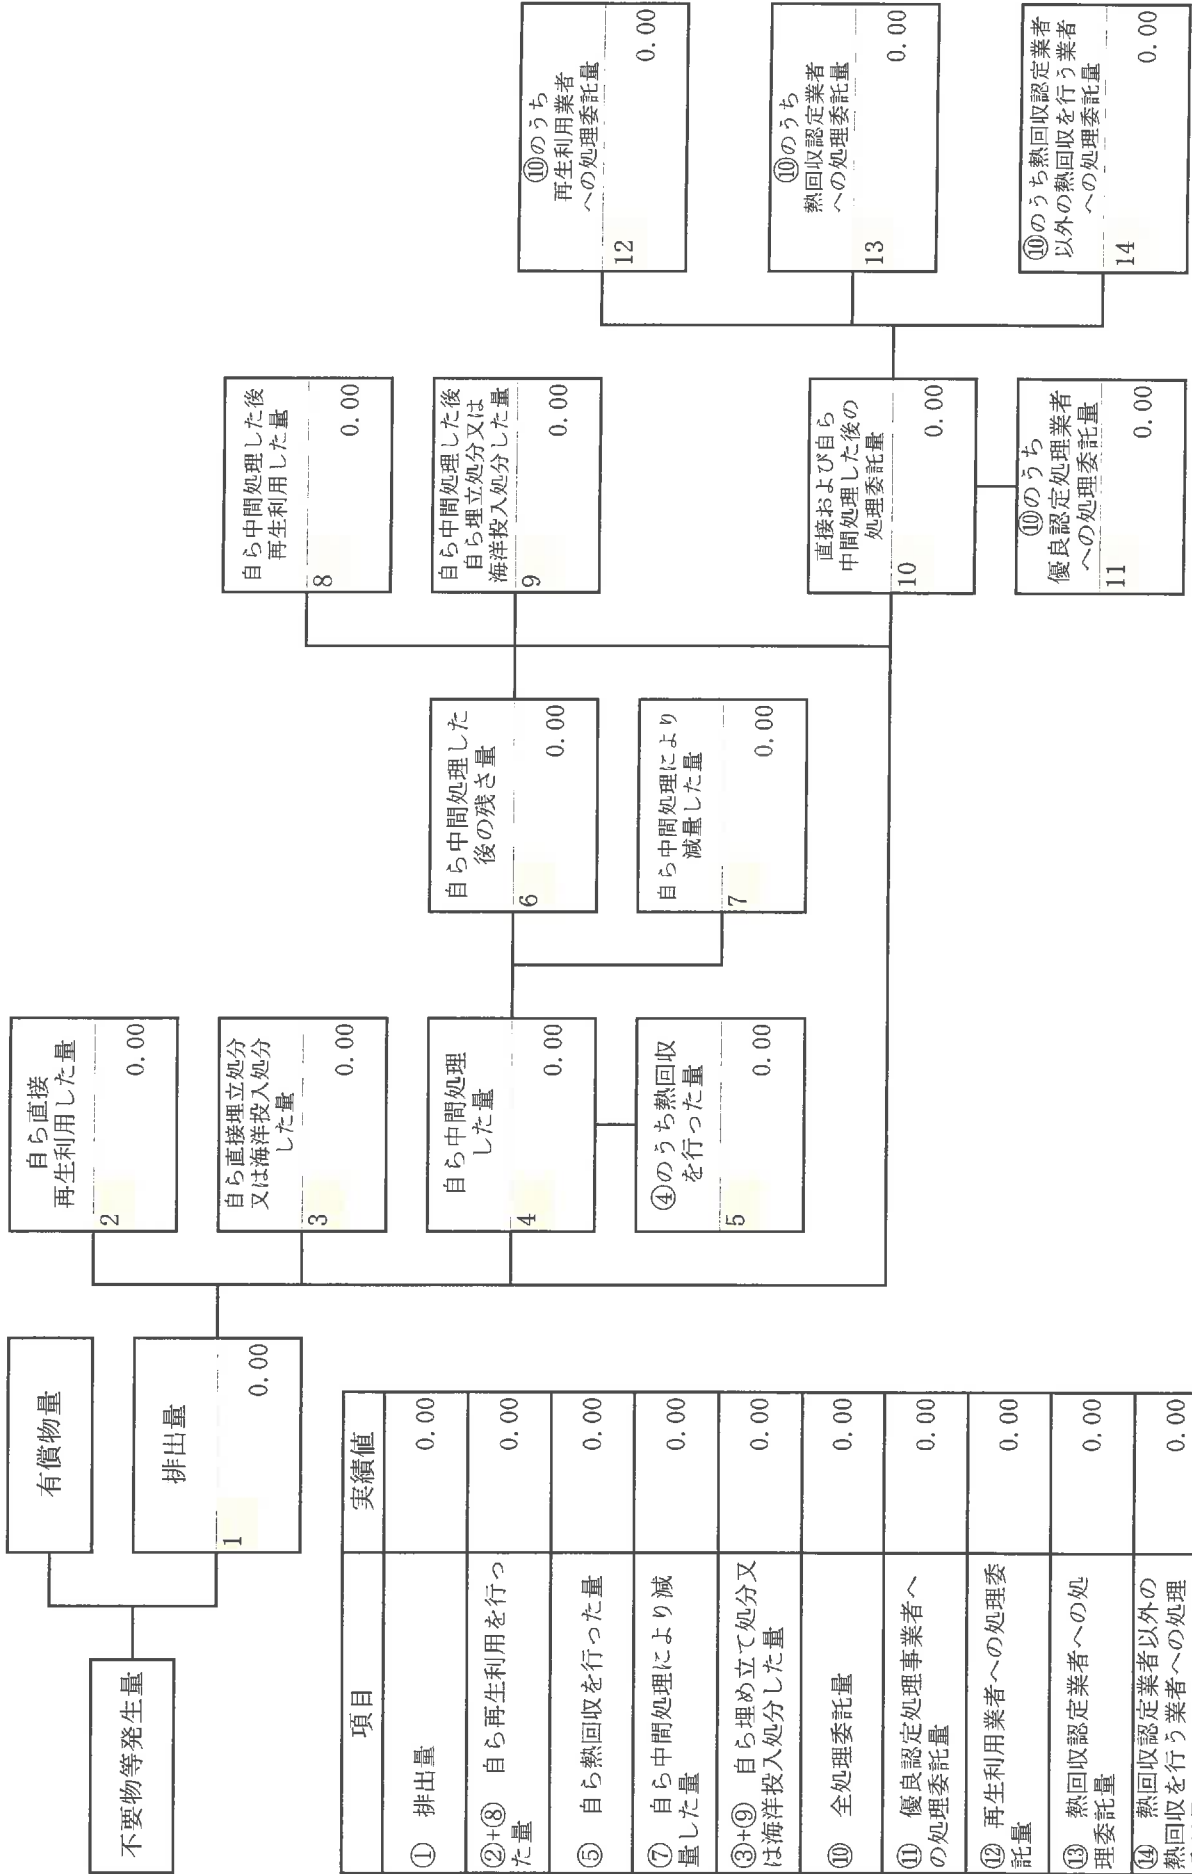 不要物等発生量
有償物量
排出量
1
0.00
自ら直接
再生利用した量
2
0.00
自ら直接埋立処分
又は海洋投入処分
した量
3
0.00
自ら中間処理
した量
4
0.00
④のうち熱回収
を行った量
5
0.00
自ら中間処理した
後の残さ量
6
0.00
自ら中間処理により
減量した量
7
0.00
自ら中間処理した後
再生利用した量
8
0.00
自ら中間処理した後
自ら埋立処分又は
海洋投入処分した量
9
0.00
直接および自ら
中間処理した後の
処理委託量
10
0.00
⑩のうち
優良認定処理業者
への処理委託量
11
0.00
⑩のうち
再生利用業者
への処理委託量
12
0.00
⑩のうち
熱回収認定業者
への処理委託量
13
0.00
⑩のうち熱回収認定業者
以外の熱回収を行う業者
への処理委託量
14
0.00
項目 実績値
① 排出量 0.00
②+⑧ 自ら再生利用を行っ
た量 0.00
⑤ 自ら熱回収を行った量 0.00
⑦ 自ら中間処理により減
量した量 0.00
③+⑨ 自ら埋め立て処分又
は海洋投入処分した量 0.00
⑩ 全処理委託量 0.00
⑪ 優良認定処理事業者へ
の処理委託量 0.00
⑫ 再生利用業者への処理委
託量 0.00
⑬ 熱回収認定業者への処
理委託量 0.00
⑭ 熱回収認定業者以外の
熱回収を行う業者への処理 0.00